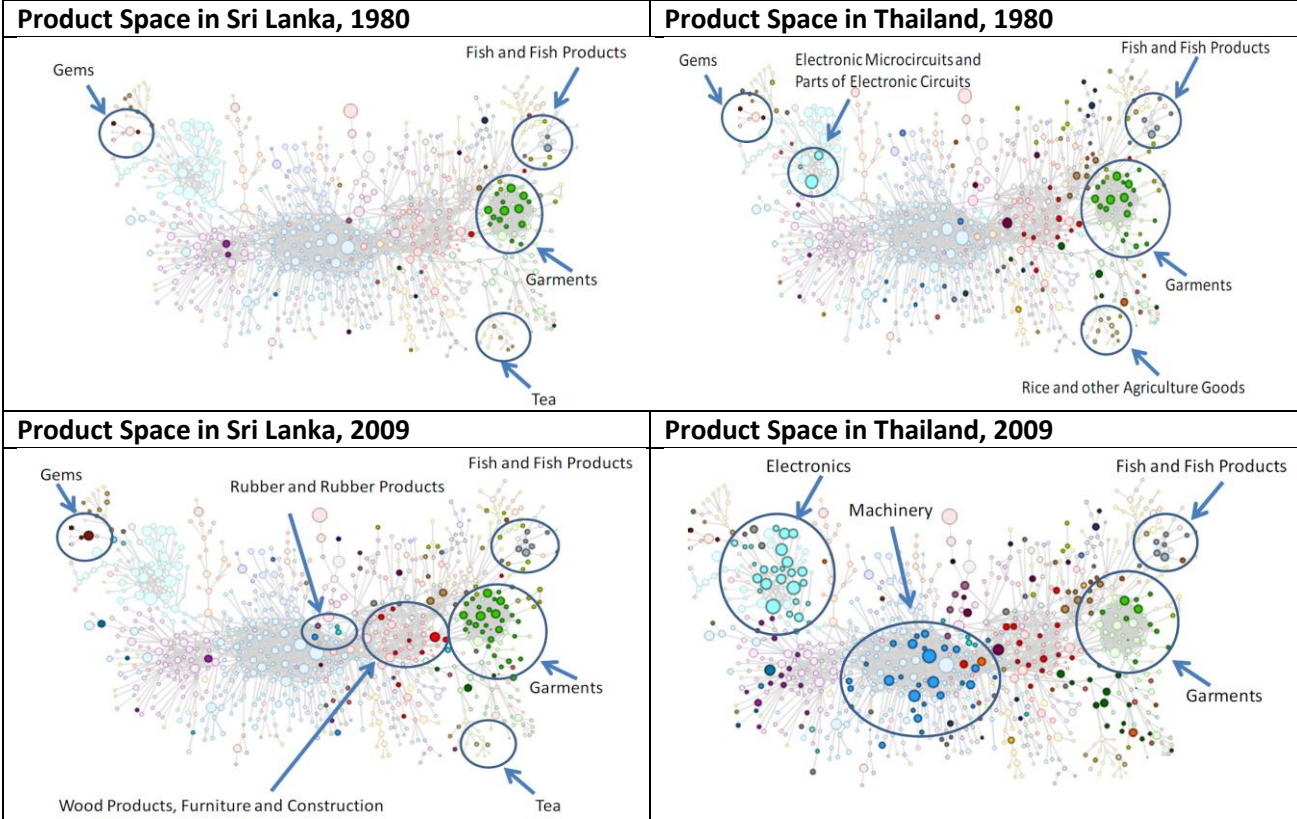 Product Space in Sri Lanka, 1980
Gems
Fish and Fish Products
Garments
Tea
Product Space in Thailand, 1980
Gems
Electronic Microcircuits and
Parts of Electronic Circuits
Fish and Fish Products
Garments
Rice and other Agriculture Goods
Product Space in Sri Lanka, 2009
Gems
Rubber and Rubber Products
Fish and Fish Products
Garments
Wood Products, Furniture and Construction
Tea
Product Space in Thailand, 2009
Electronics
Machinery
Fish and Fish Products
Garments